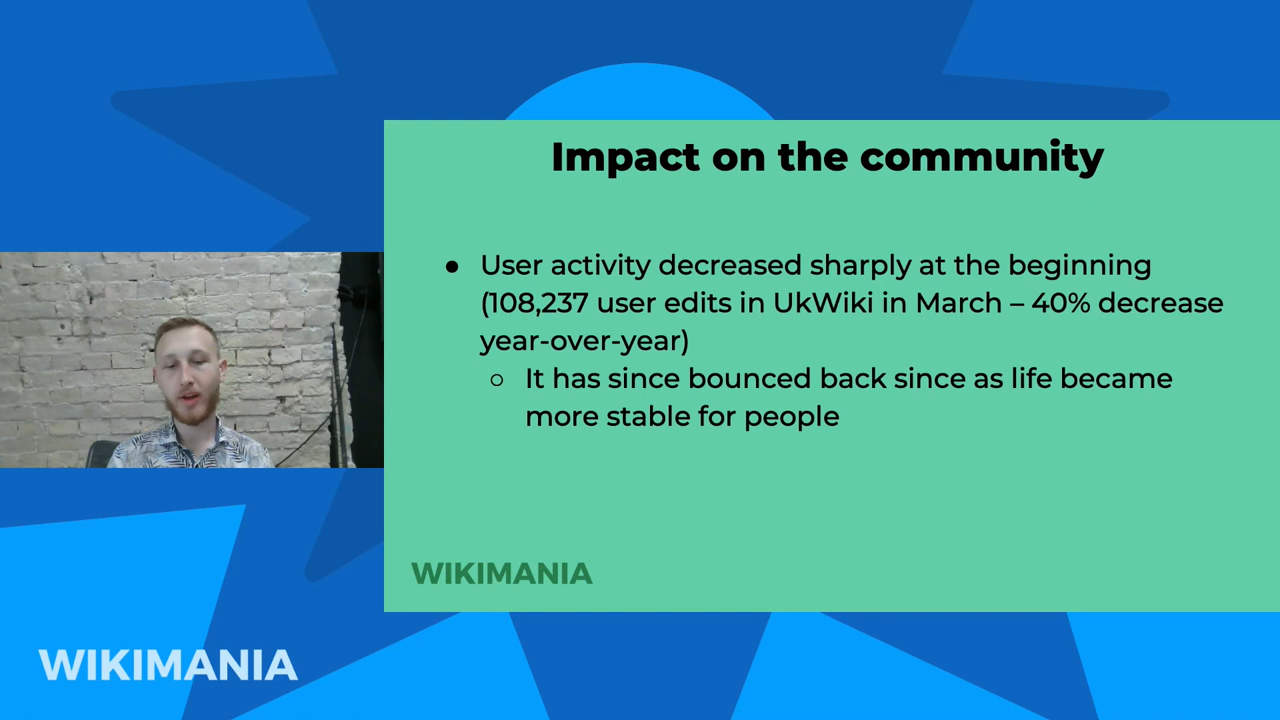 Impact on the community
● User activity decreased sharply at the beginning
(108,237 user edits in UkWiki in March – 40% decrease
year-over-year)
○ It has since bounced back since as life became
more stable for people
WIKIMANIA
WIKIMANIA